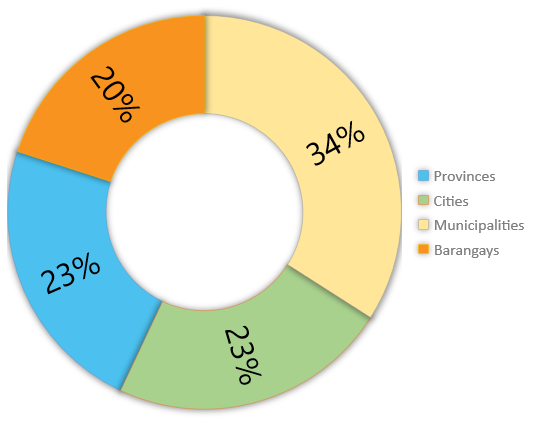 20%
34%
23%
23%
Provinces
Cities
Municipalities
Barangays